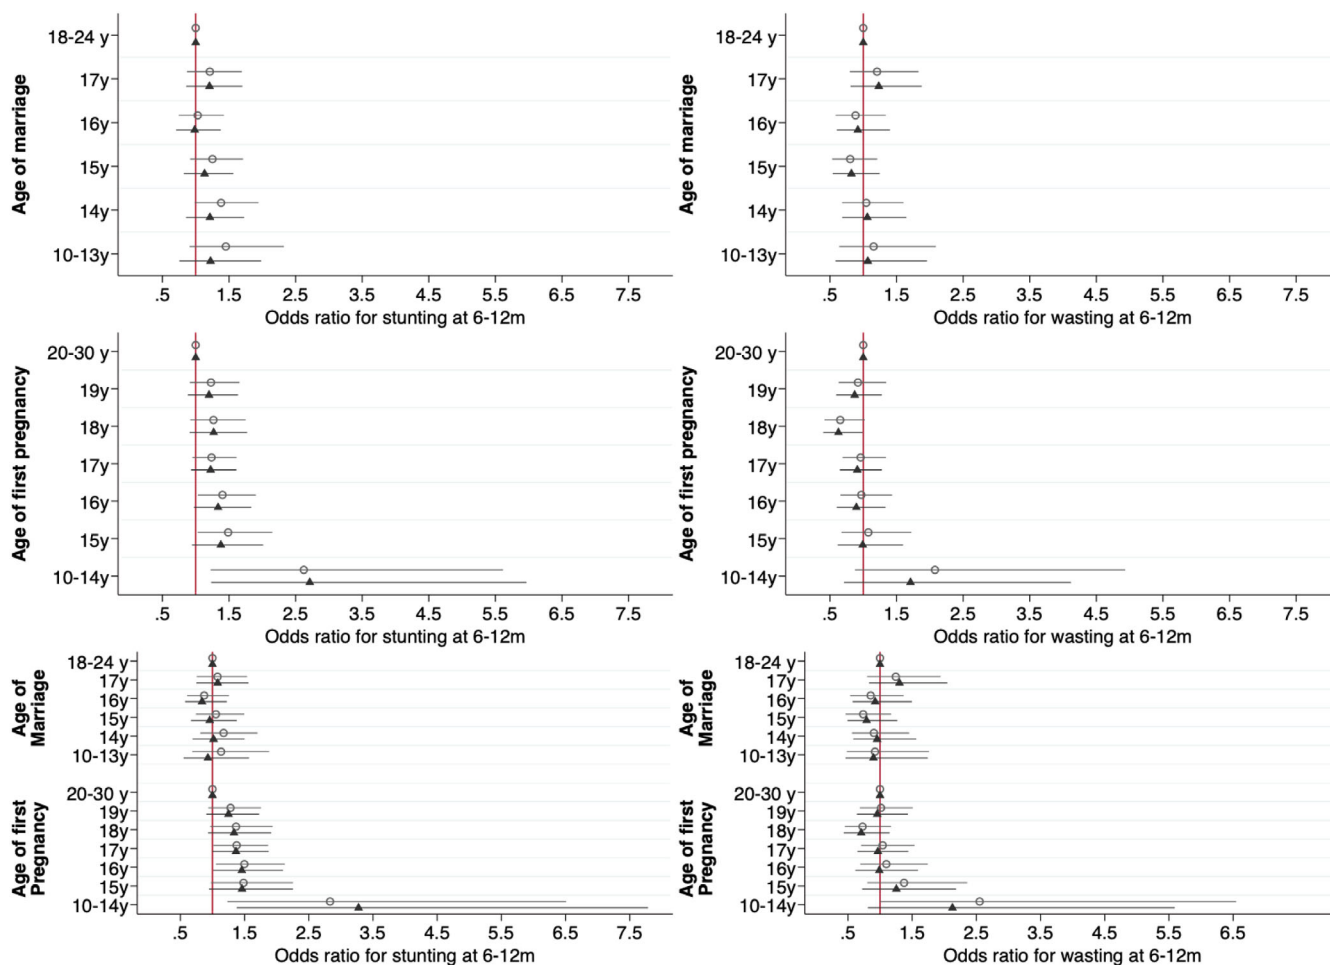 Age of marriage
18-24 y
17y
16y
15y
14y
10-13y
.5 1.5 2.5 3.5 4.5 5.5 6.5 7.5
Odds ratio for stunting at 6-12m
Age of marriage
18-24 y
17y
16y
15y
14y
10-13y
.5 1.5 2.5 3.5 4.5 5.5 6.5 7.5
Odds ratio for wasting at 6-12m
Age of first pregnancy
20-30 y
19y
18y
17y
16y
15y
10-14y
.5 1.5 2.5 3.5 4.5 5.5 6.5 7.5
Odds ratio for stunting at 6-12m
Age of first pregnancy
20-30 y
19y
18y
17y
16y
15y
10-14y
.5 1.5 2.5 3.5 4.5 5.5 6.5 7.5
Odds ratio for wasting at 6-12m
Age of
Marriage
18-24 y
17y
16y
15y
14y
10-13y
Age of first
Pregnancy
20-30 y
19y
18y
17y
16y
15y
10-14y
.5 1.5 2.5 3.5 4.5 5.5 6.5 7.5
Odds ratio for stunting at 6-12m
Age of
Marriage
18-24 y
17y
16y
15y
14y
10-13y
Age of first
Pregnancy
20-30 y
19y
18y
17y
16y
15y
10-14y
.5 1.5 2.5 3.5 4.5 5.5 6.5
Odds ratio for wasting at 6-12m